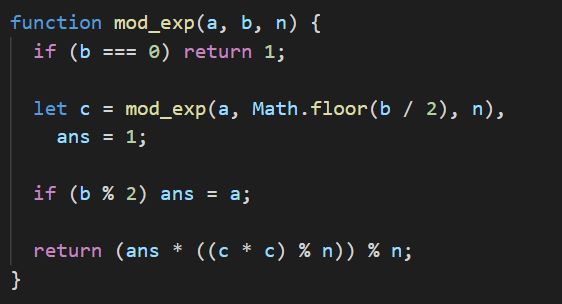 function mod_exp(a, b, n) {
if (b === 0) return 1;
let c = mod_exp(a, Math.floor(b / 2), n),
ans = 1;
if (b % 2) ans = a;
return (ans * ((c * c) % n)) % n;
}